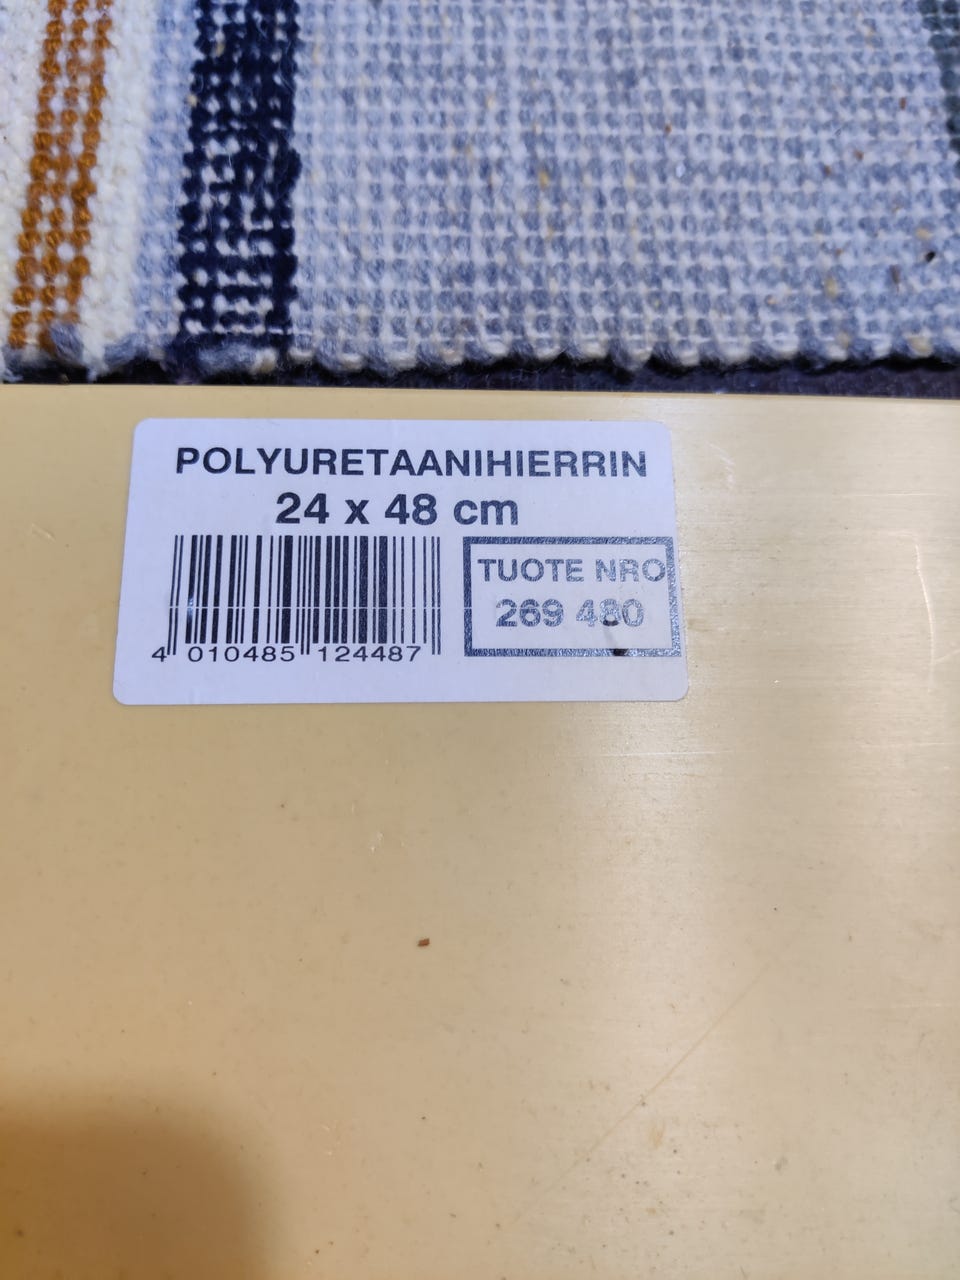 POLYURETAANIHIERRIN
24 x 48 cm
TUOTE NRO
269 480
4 010485 124487